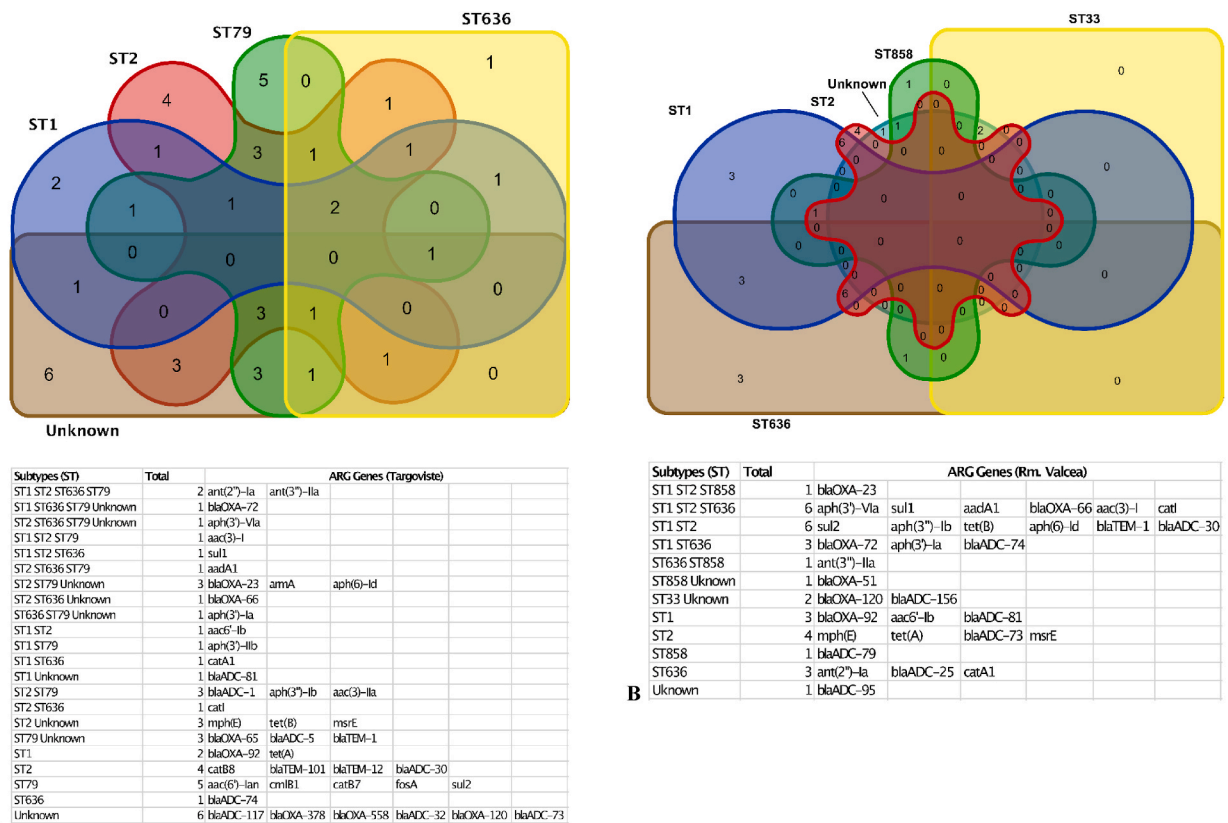 ST636
ST79
ST2
ST1
5
0
1
4
1
1
3
1
1
2
1
1
1
2
0
0
0
0
1
1
0
3
1
0
0
6
3
3
1
1
0
Unknown
ST33
ST858
Unknown
ST2
ST1
ST636
Subtypes (ST) Total ARG Genes (Targoviste)
ST1 ST2 ST636 ST79 2 ant(2")-Ia ant(3")-IIa
ST1 ST636 ST79 Unknown 1 blaOXA-72
ST2 ST636 ST79 Unknown 1 aph(3')-VIa
ST1 ST2 ST79 1 aac(3)-I
ST1 ST2 ST636 1 sul1
ST2 ST636 ST79 1 aadA1
ST2 ST79 Unknown 3 blaOXA-23 armA aph(6)-Id
ST2 ST636 Unknown 1 blaOXA-66
ST636 ST79 Unknown 1 aph(3')-Ia
ST1 ST2 1 aac6'-Ib
ST1 ST79 1 aph(3')-IIb
ST1 ST636 1 catA1
ST1 Unknown 1 blaADC-81
ST2 ST79 3 blaADC-1 aph(3")-Ib aac(3)-IIa
ST2 ST636 1 catI
ST2 Unknown 3 mph(E) tet(B) msrE
ST79 Unknown 3 blaOXA-65 blaADC-5 blaTEM-1
ST1 2 blaOXA-92 tet(A)
ST2 4 catB8 blaTEM-101 blaTEM-12 blaADC-30
ST79 5 aac(6')-Ian cmlB1 catB7 fosA sul2
ST636 1 blaADC-74
Unknown 6 blaADC-117 blaOXA-378 blaOXA-558 blaADC-32 blaOXA-120 blaADC-73
Subtypes (ST) Total ARG Genes (Rm. Valcea)
ST1 ST2 ST858 1 blaOXA-23
ST1 ST2 ST636 6 aph(3')-VIa sul1 aadA1 blaOXA-66 aac(3)-I catI
ST1 ST2 6 sul2 aph(3")-Ib tet(B) aph(6)-Id blaTEM-1 blaADC-30
ST1 ST636 3 blaOXA-72 aph(3')-Ia blaADC-74
ST636 ST858 1 ant(3")-IIa
ST858 Uknown 1 blaOXA-51
ST33 Uknown 2 blaOXA-120 blaADC-156
ST1 3 blaOXA-92 aac6'-Ib blaADC-81
ST2 4 mph(E) tet(A) blaADC-73 msrE
ST858 1 blaADC-79
ST636 3 ant(2")-Ia blaADC-25 catA1
Uknown 1 blaADC-95
B